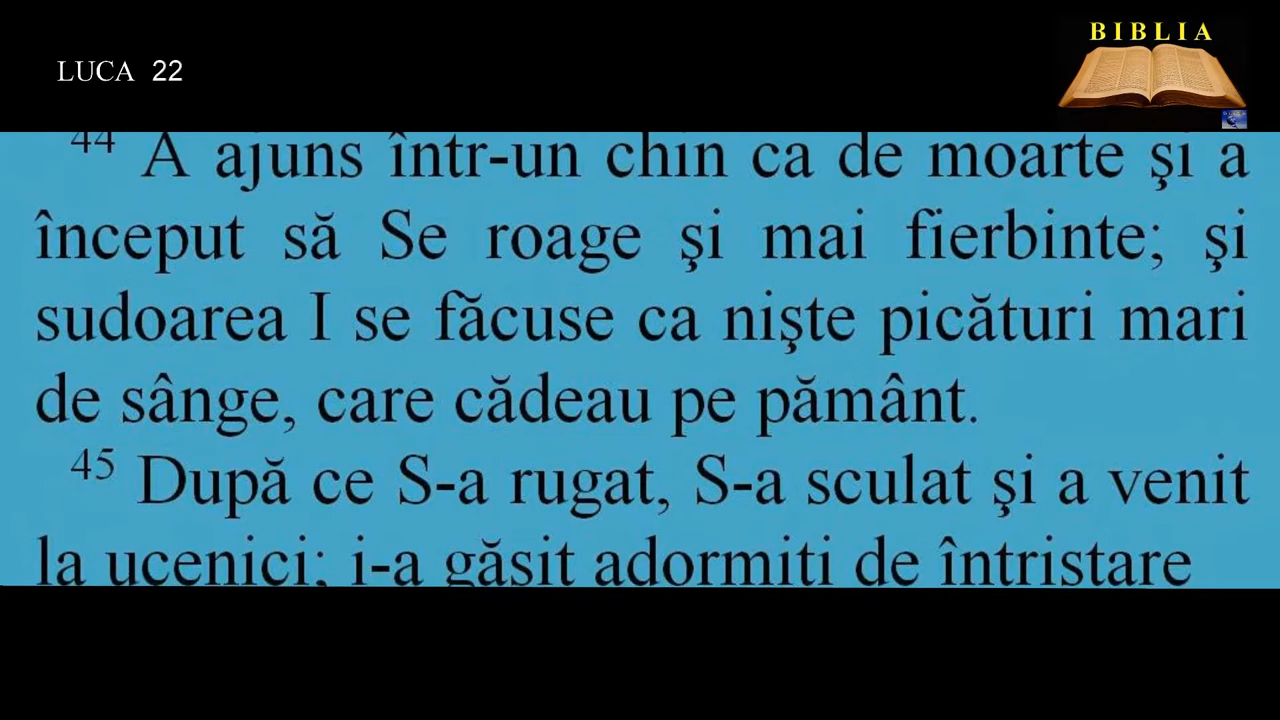 BIBLIA
LUCA 22
44 A ajuns într-un chin ca de moarte şi a
început să Se roage şi mai fierbinte; şi
sudoarea I se făcuse ca nişte picături mari
de sânge, care cădeau pe pământ.
45 După ce S-a rugat, S-a sculat şi a venit
la ucenici; i-a găsit adormiţi de întristare